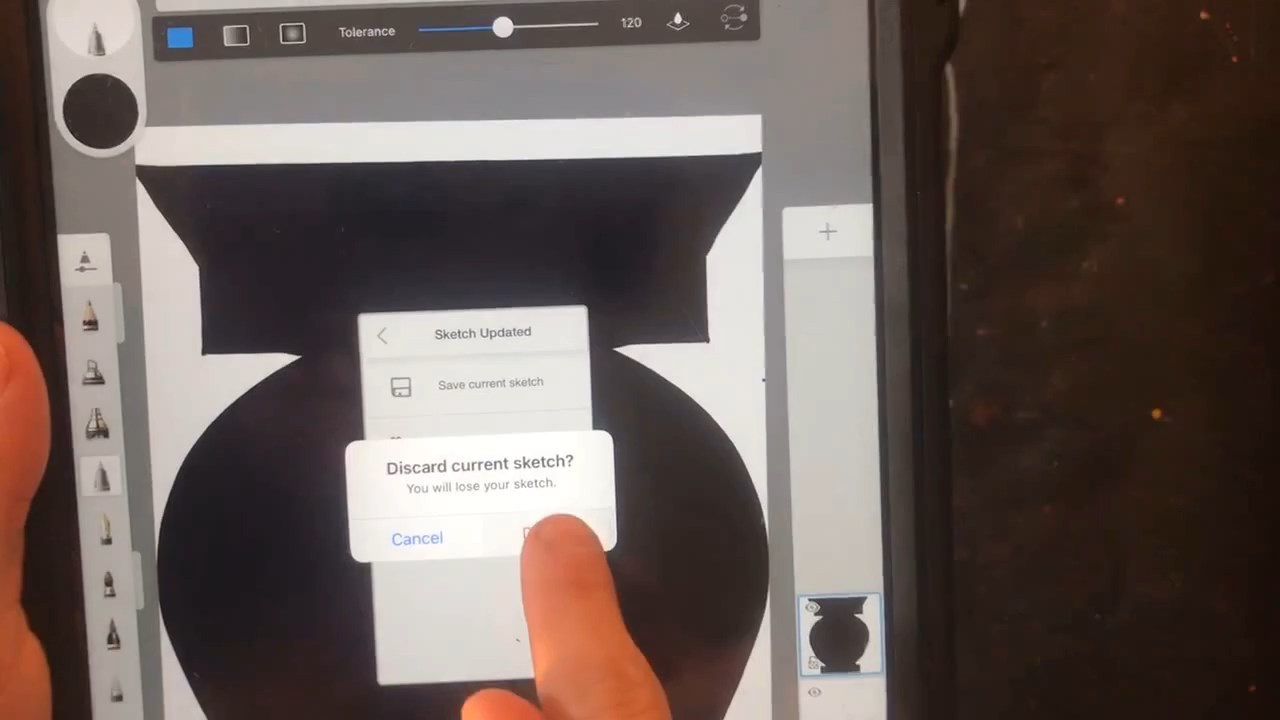 Tolerance 120
Sketch Updated
Save current sketch
Discard current sketch?
You will lose your sketch.
Cancel